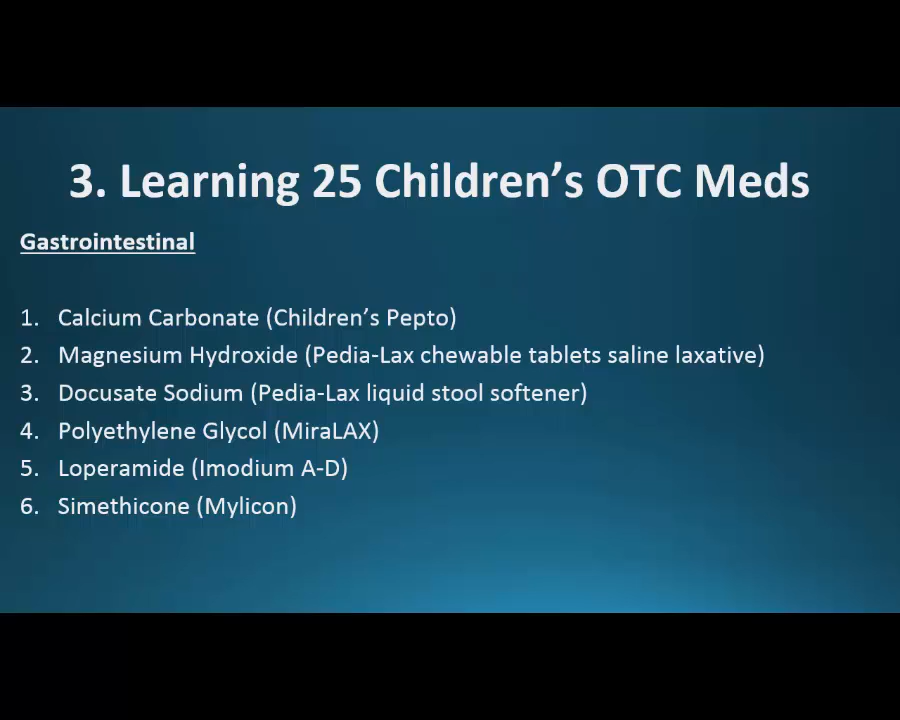 3. Learning 25 Children’s OTC Meds
Gastrointestinal
1. Calcium Carbonate (Children’s Pepto)
2. Magnesium Hydroxide (Pedia-Lax chewable tablets saline laxative)
3. Docusate Sodium (Pedia-Lax liquid stool softener)
4. Polyethylene Glycol (MiraLAX)
5. Loperamide (Imodium A-D)
6. Simethicone (Mylicon)